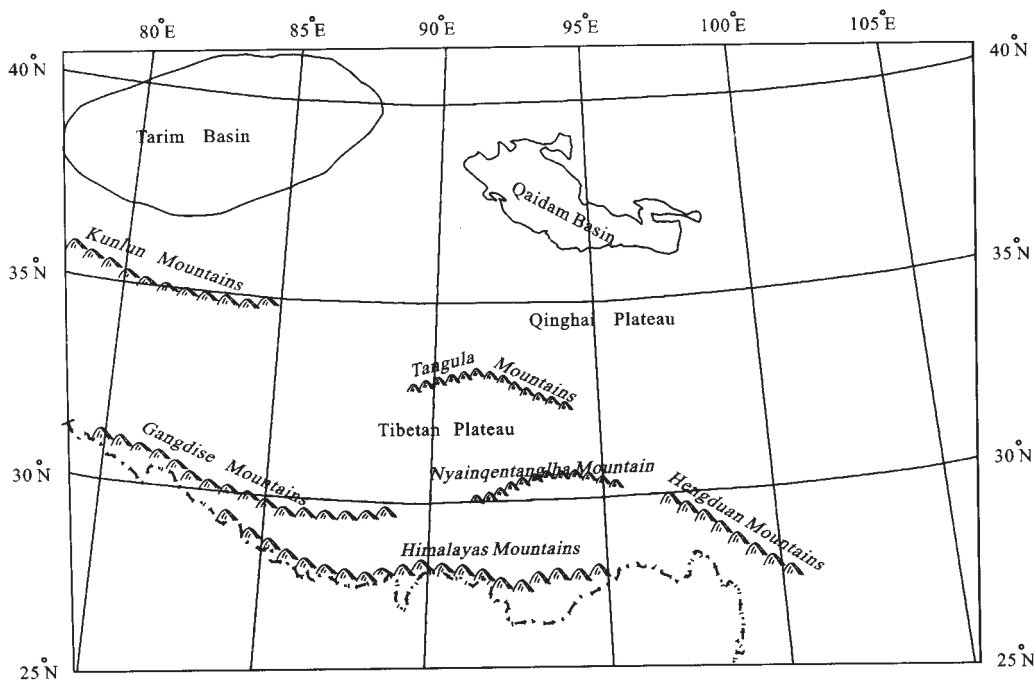 80°E
85°E
90°E
95°E
100°E
105°E
40°N
40°N
Tarim Basin
Qaidam Basin
Kunlun Mountains
35°N
35°N
Qinghai Plateau
Tangula Mountains
Tibetan Plateau
Gangdise Mountains
30°N
30°N
Nyainqentanglha Mountain
Hengduan Mountains
Himalayas Mountains
25°N
25°N